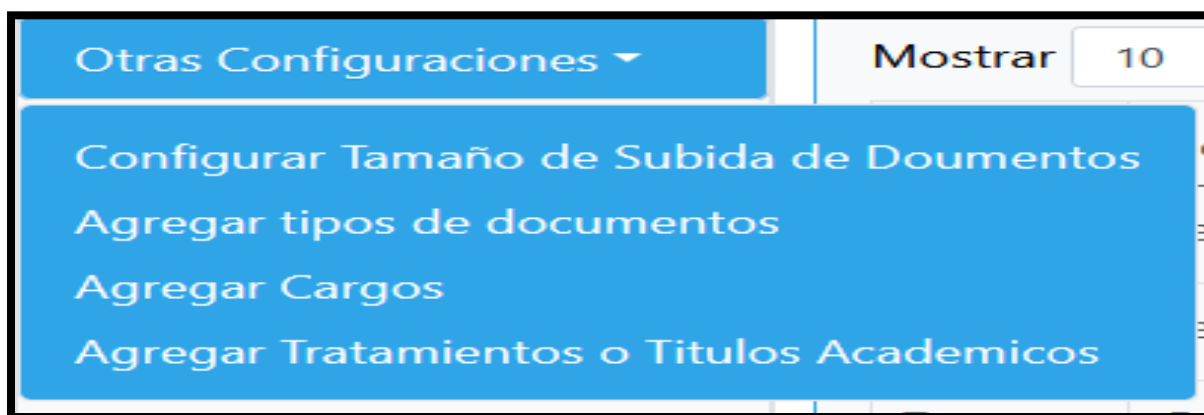 Otras Configuraciones
Mostrar 10
Configurar Tamaño de Subida de Doumentos
Agregar tipos de documentos
Agregar Cargos
Agregar Tratamientos o Titulos Academicos